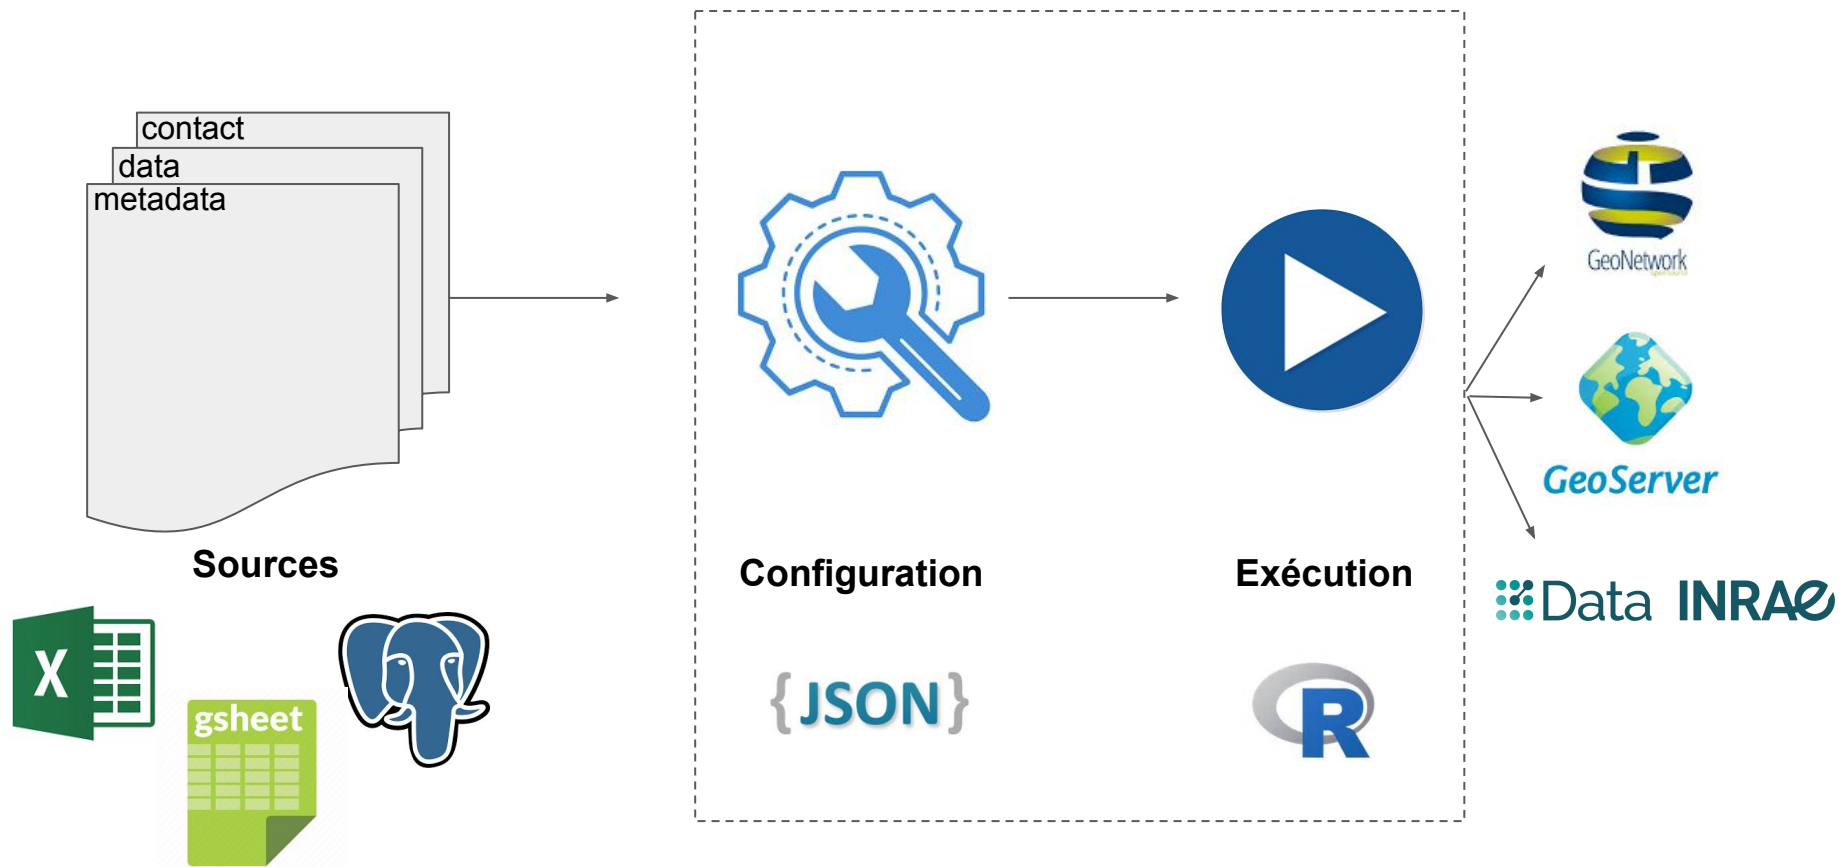 contact
data
metadata
Sources
X
gsheet
Configuration
{JSON}
Exécution
R
GeoNetwork
GeoServer
Data INRAE